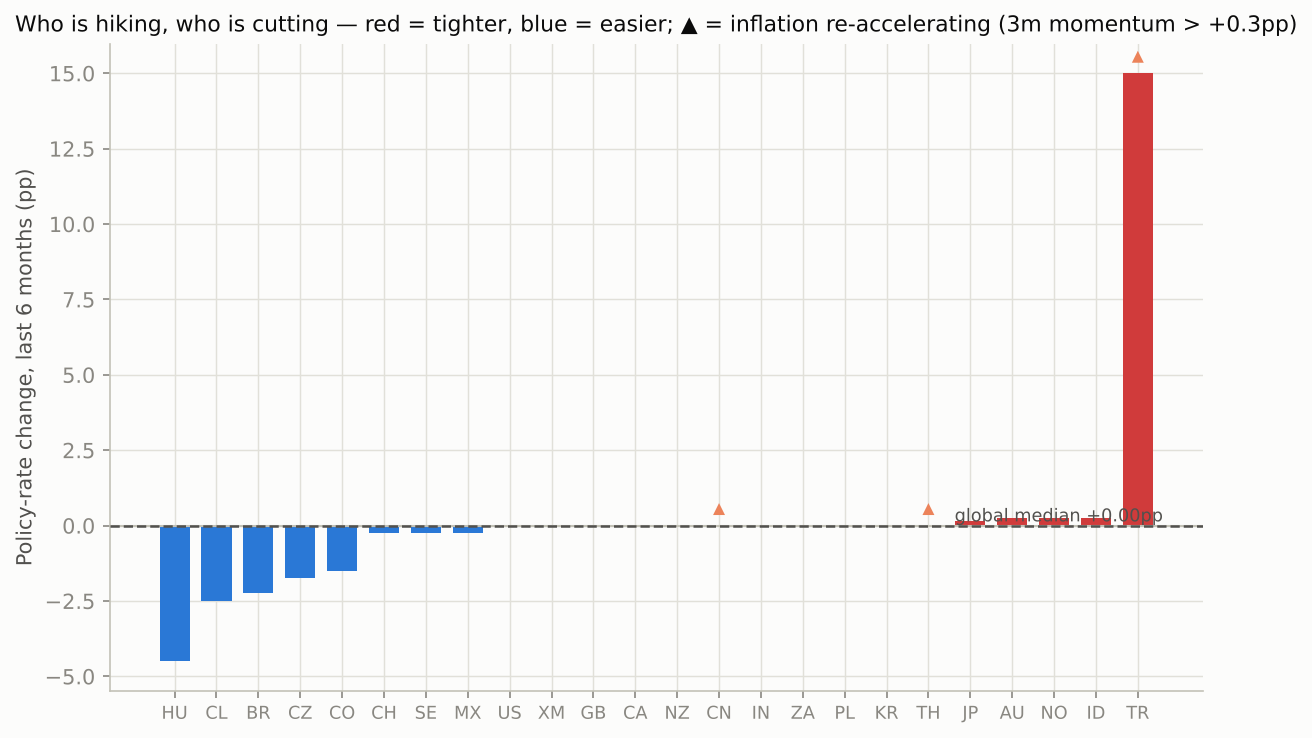 Who is hiking, who is cutting — red = tighter, blue = easier; ▲ = inflation re-accelerating (3m momentum > +0.3pp)
Policy-rate change, last 6 months (pp)
15.0
12.5
10.0
7.5
5.0
2.5
0.0
−2.5
−5.0
global median +0.00pp
HU CL BR CZ CO CH SE MX US XM GB CA NZ CN IN ZA PL KR TH JP AU NO ID TR